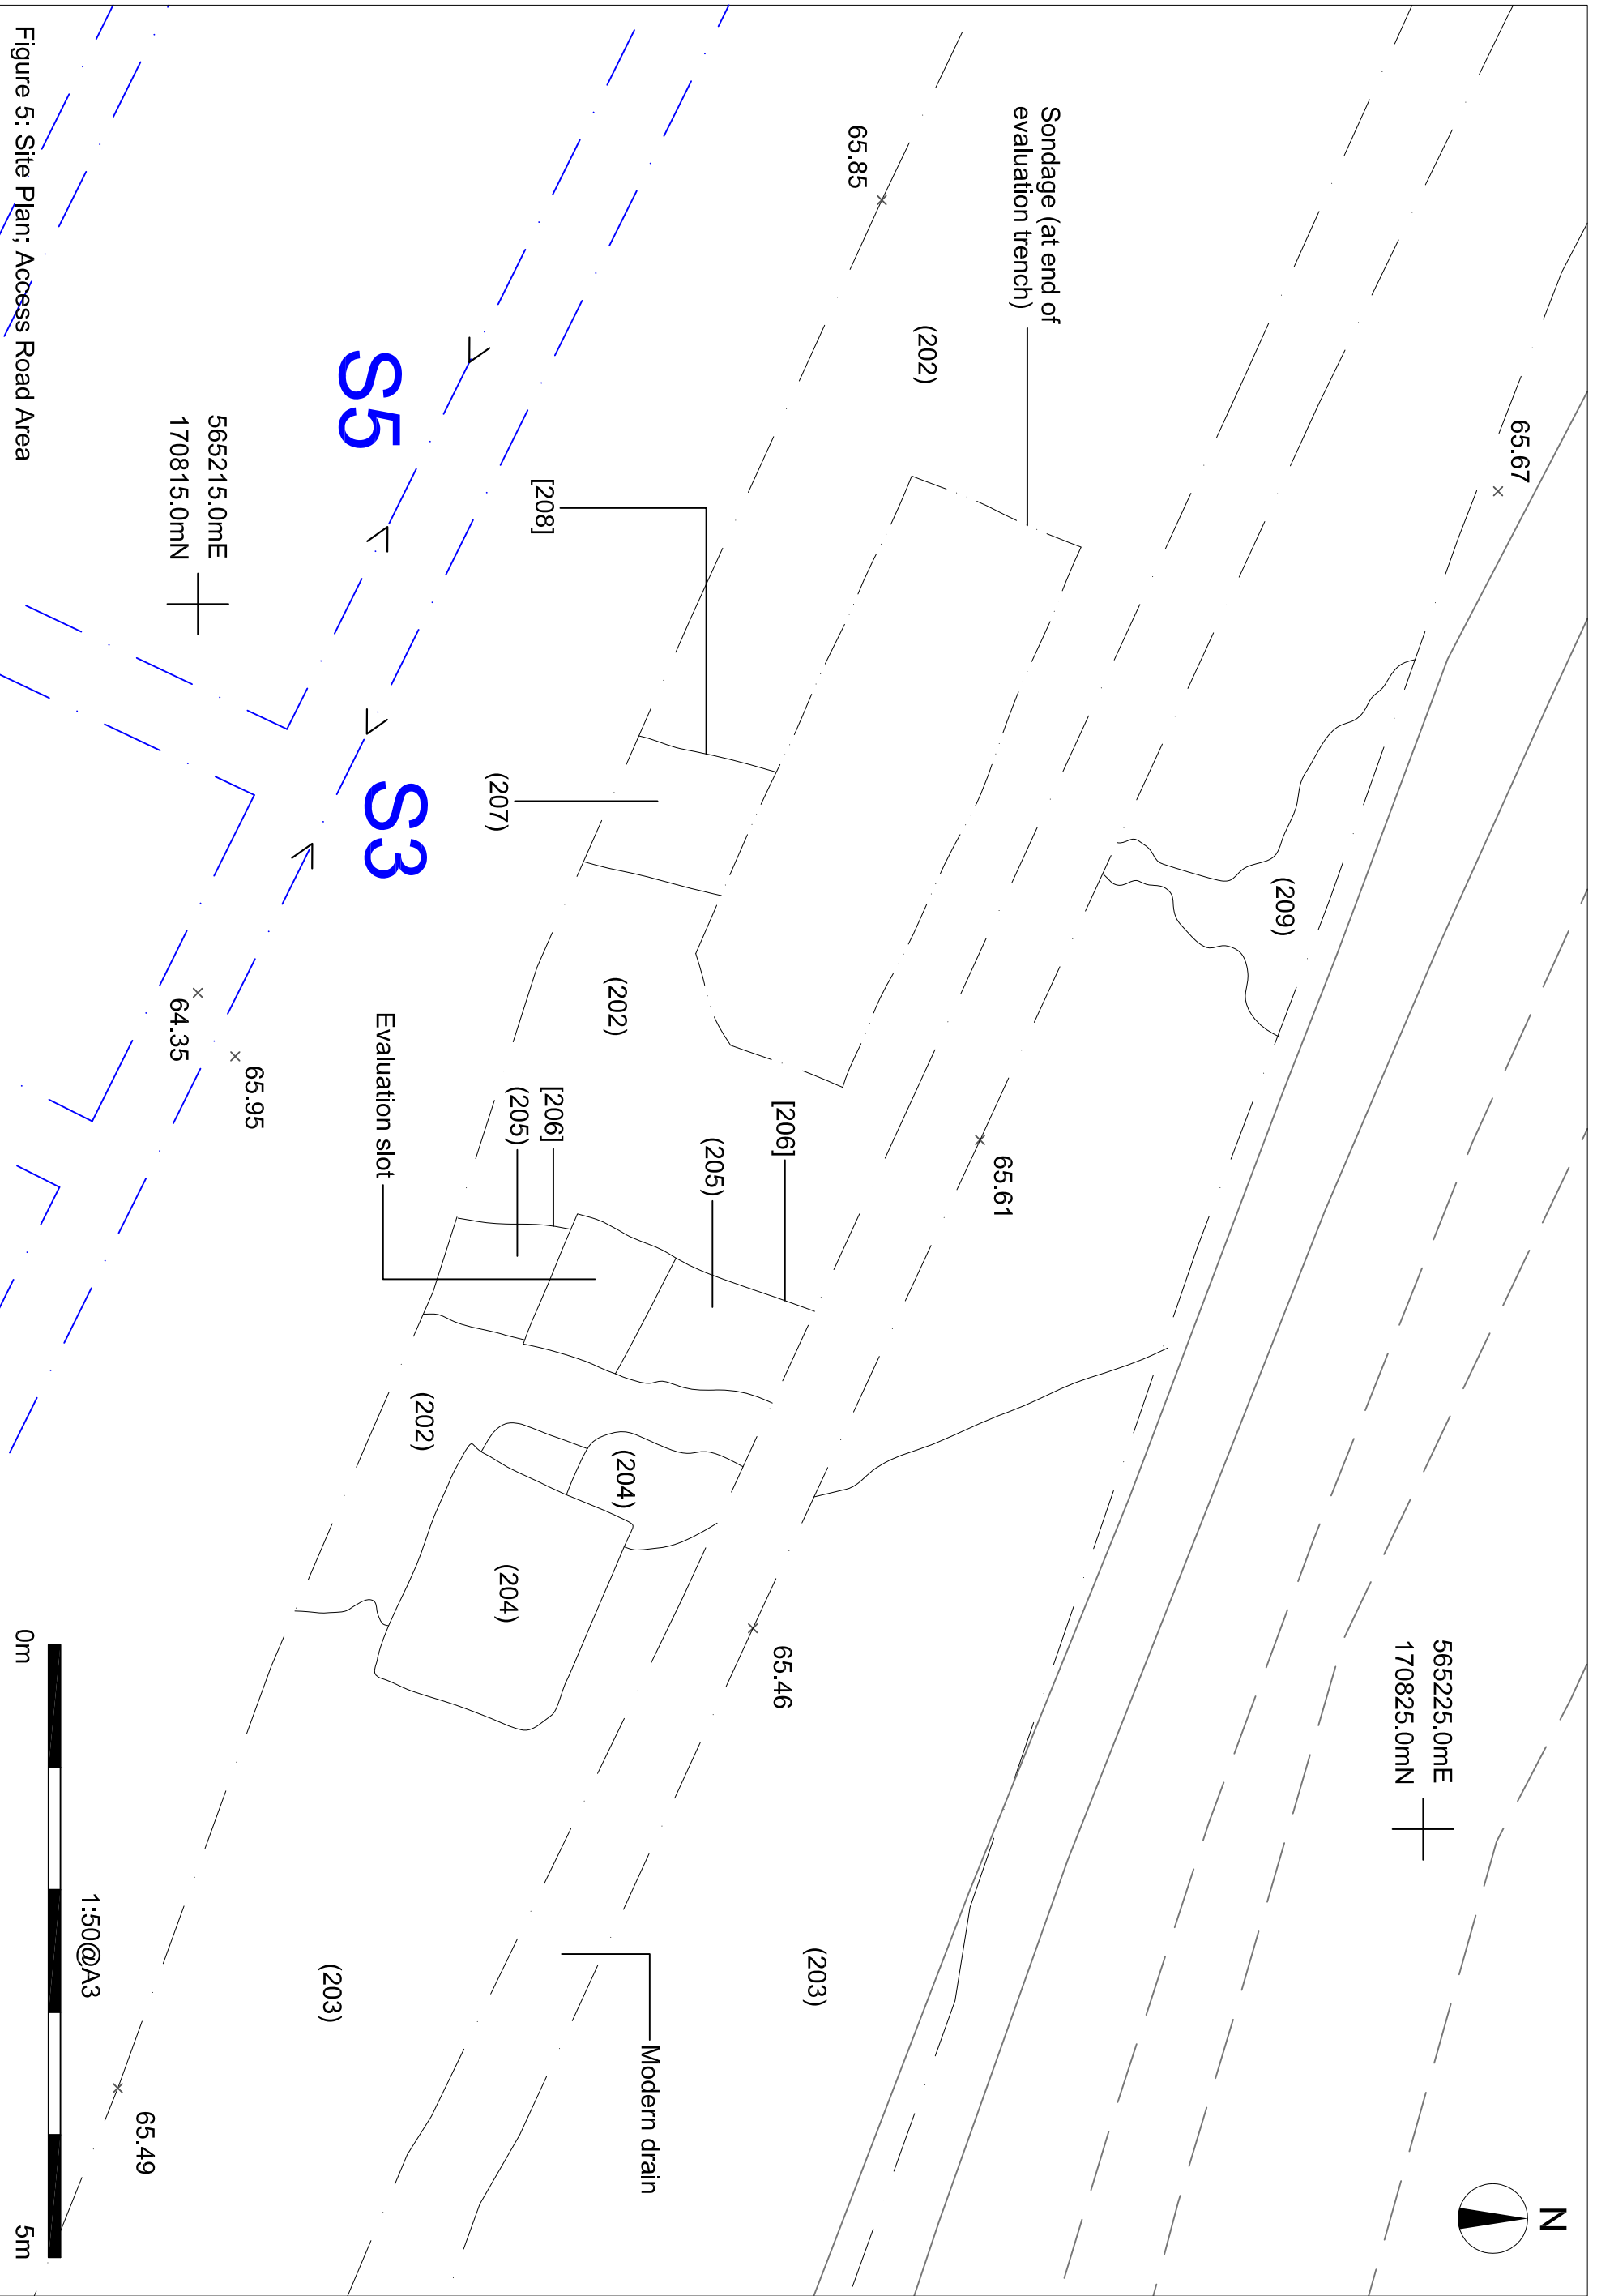 N
65.67
565225.0mE
170825.0mN
Sondage (at end of
evaluation trench)
(209)
(202)
65.85
65.61
[206]
65.46
(203)
(205)
Modern drain
(202)
(204)
[208]
[206]
(205)
(207)
(204)
(202)
Evaluation slot
S5
S3
(203)
565215.0mE
170815.0mN
65.95
64.35
65.49
1:50@A3
0m
5m
Figure 5: Site Plan; Access Road Area